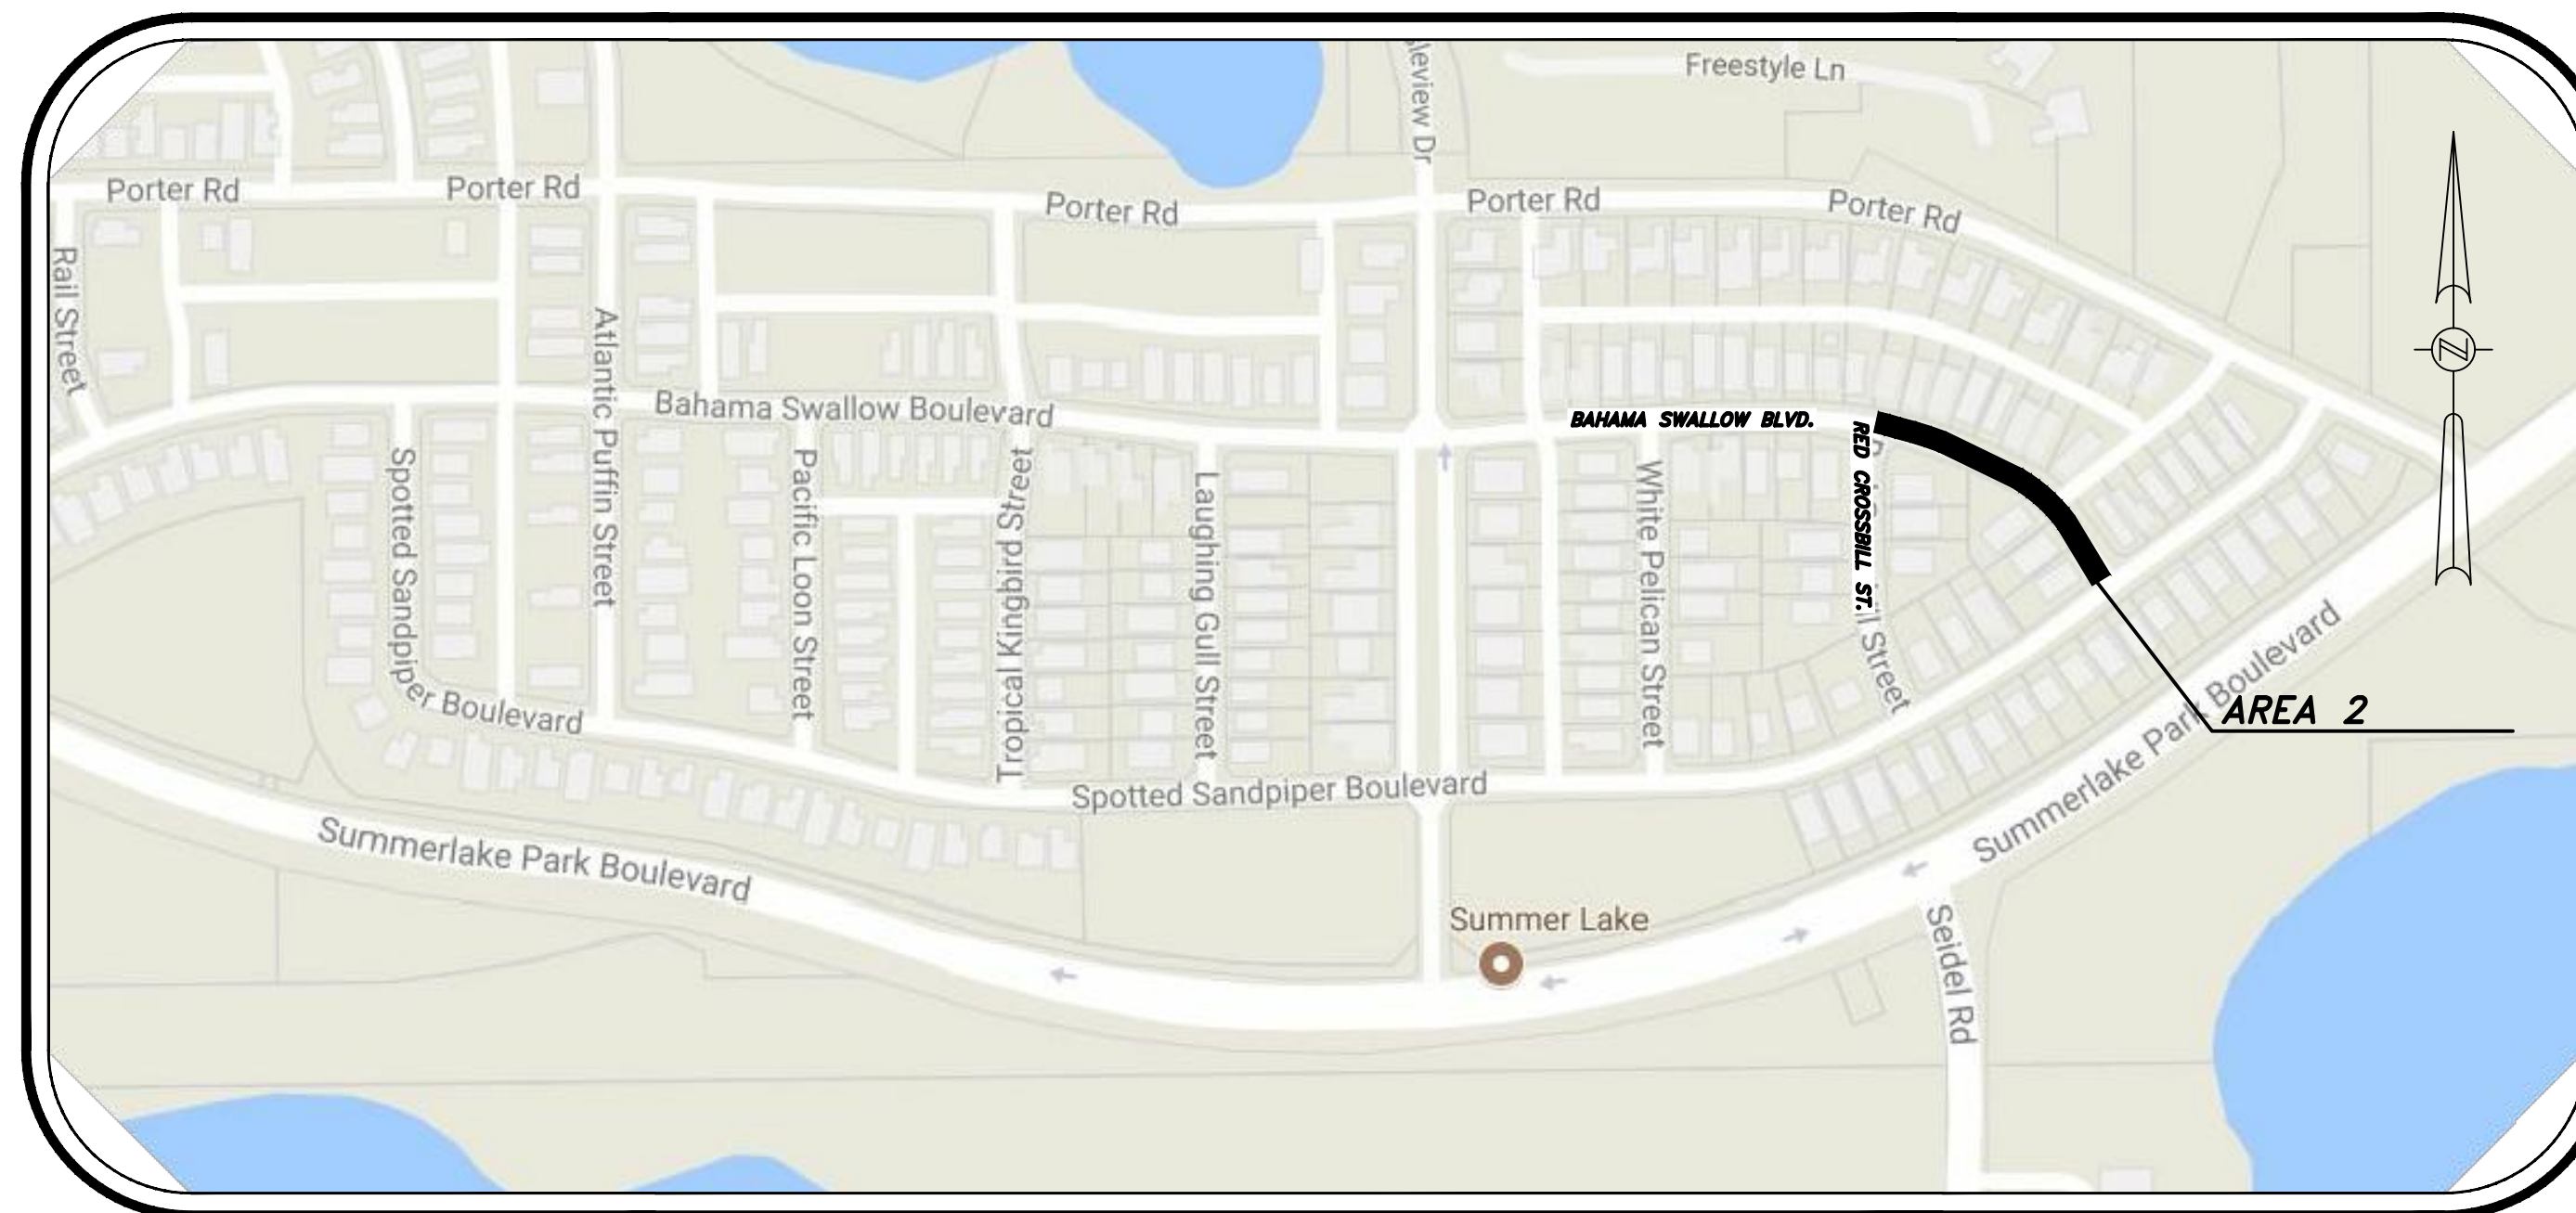 Freestyle Ln
Porter Rd
Porter Rd
Porter Rd
Porter Rd
Porter Rd
Rail Street
Atlantic Puffin Street
Bahama Swallow Boulevard
BAHAMA SWALLOW BLVD.
RED CROSSBILL ST.
Street
Spotted Sandpiper Boulevard
Pacific Loon Street
Tropical Kingbird Street
Laughing Gull Street
White Pelican Street
Spotted Sandpiper Boulevard
AREA 2
Summerlake Park Boulevard
Summerlake Park Boulevard
Summer Lake
Seidel Rd
N